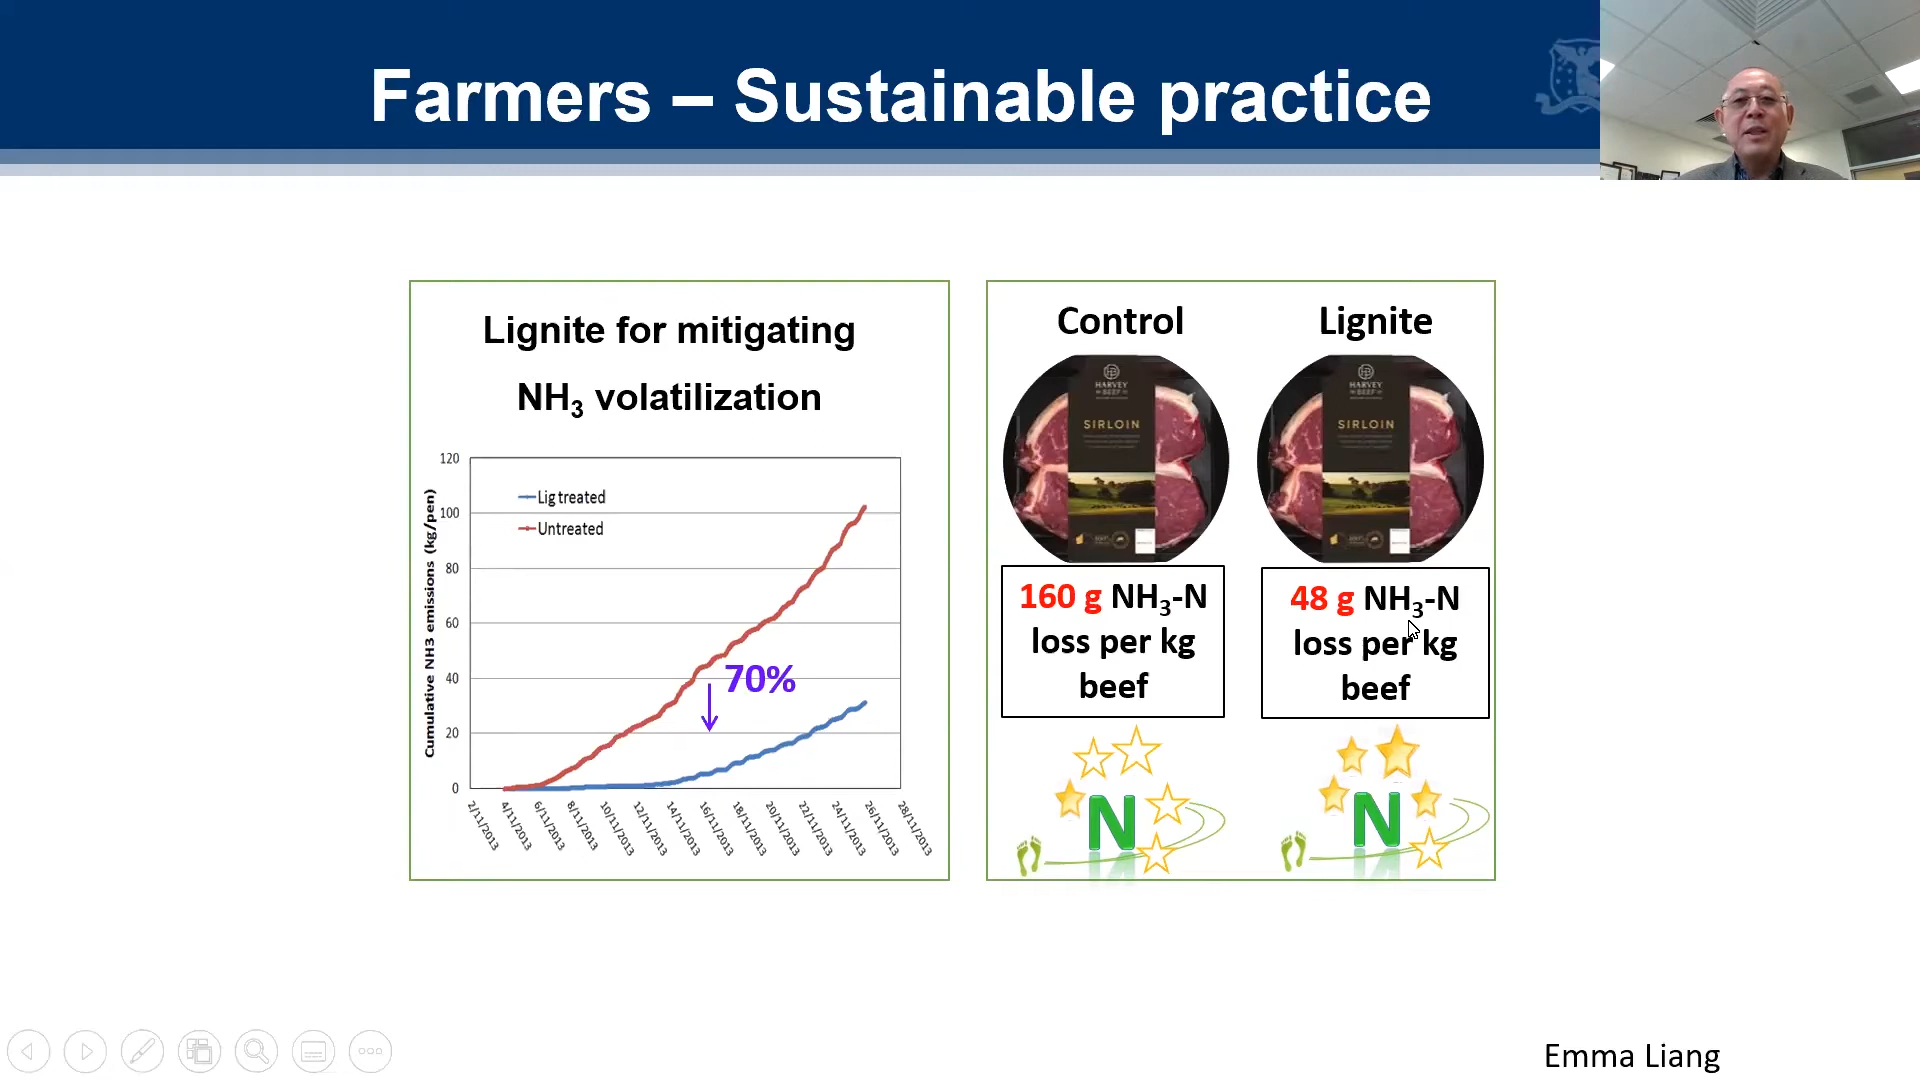 Farmers – Sustainable practice
Lignite for mitigating
NH₃ volatilization
Cumulative NH3 emissions (kg/pen)
120
100
80
60
40
20
0
Lig treated
Untreated
70%
2/11/2013
4/11/2013
6/11/2013
8/11/2013
10/11/2013
12/11/2013
14/11/2013
16/11/2013
18/11/2013
20/11/2013
22/11/2013
24/11/2013
26/11/2013
28/11/2013
Control
HARVEY
BEEF
SIRLOIN
160 g NH₃-N
loss per kg
beef
N
Lignite
HARVEY
BEEF
SIRLOIN
48 g NH₃-N
loss per kg
beef
N
Emma Liang